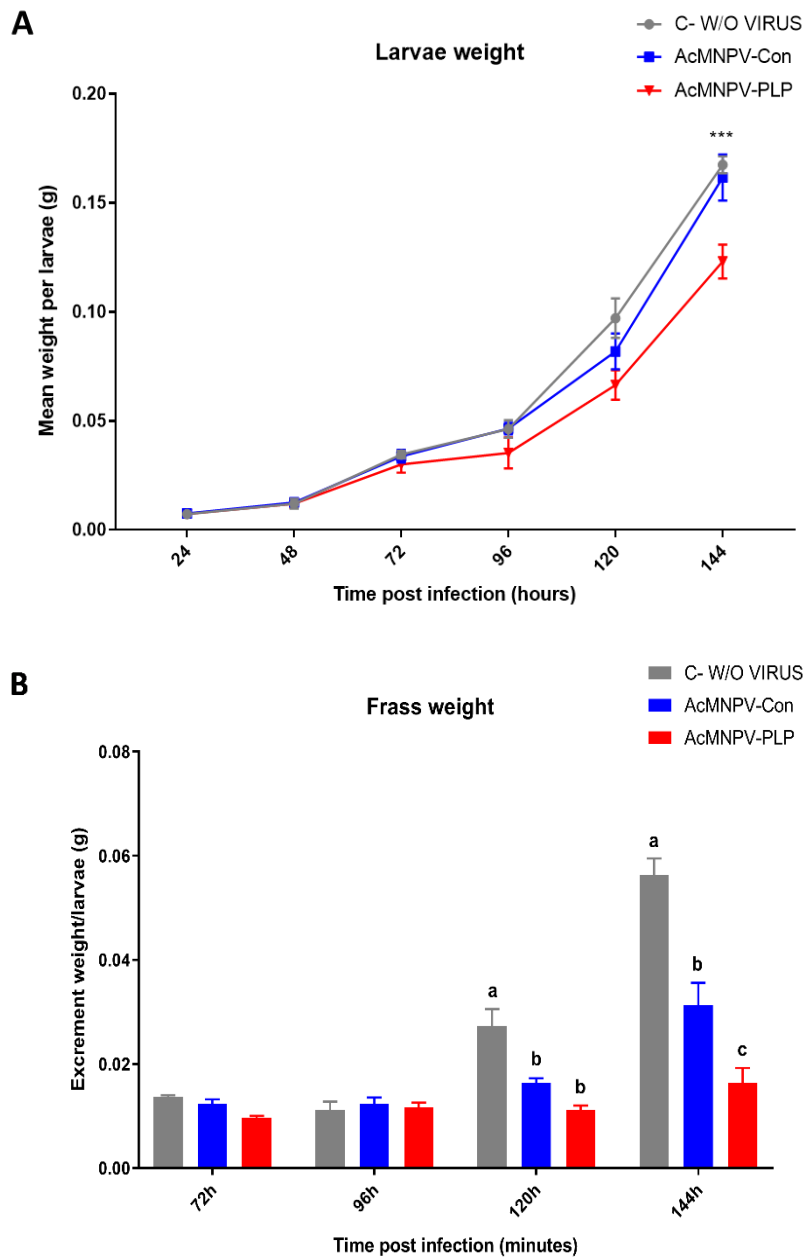 A
C- W/O VIRUS
AcMNPV-Con
AcMNPV-PLP
Larvae weight
0.20
0.15
0.10
0.05
0.00
Mean weight per larvae (g)
***
24
48
72
96
120
144
Time post infection (hours)
B
C- W/O VIRUS
AcMNPV-Con
AcMNPV-PLP
Frass weight
0.08
0.06
0.04
0.02
0.00
Excrement weight/larvae (g)
a
b
b
a
b
c
72h
96h
120h
144h
Time post infection (minutes)